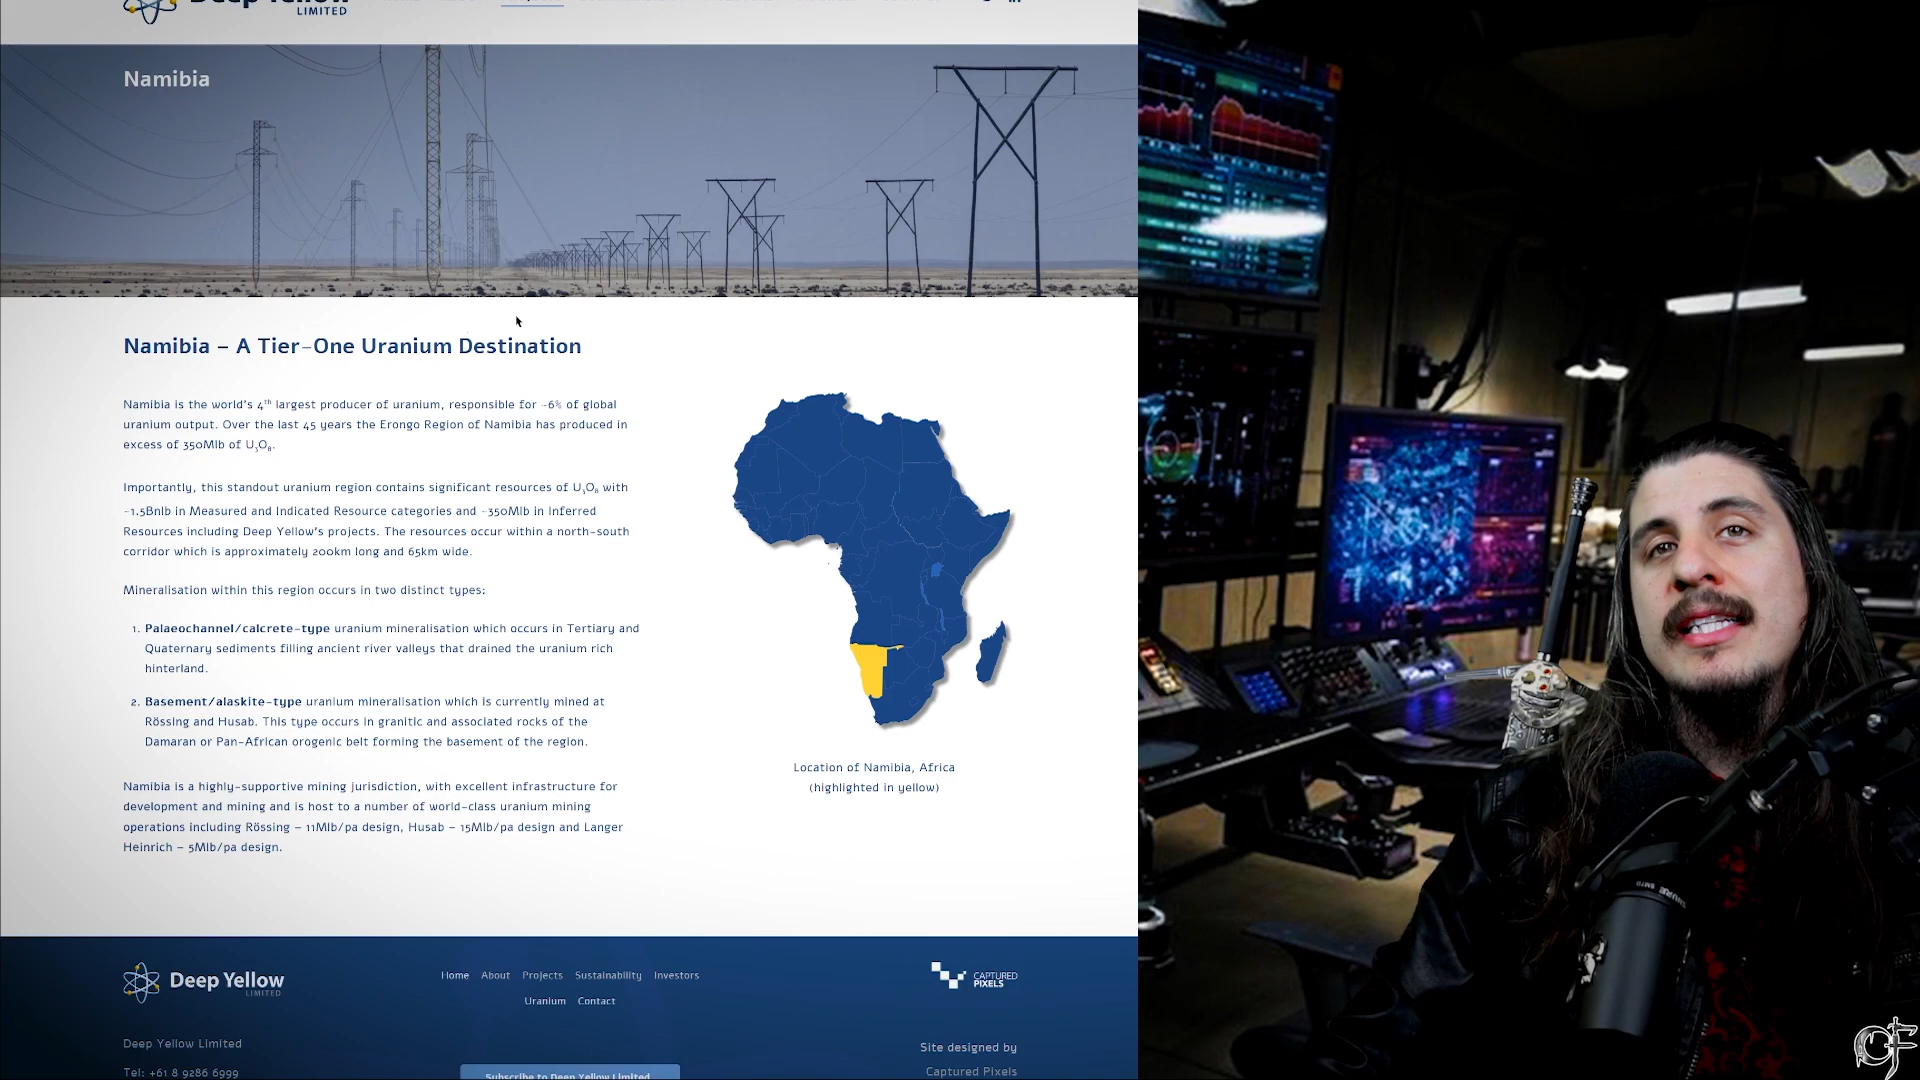 Deep Yellow
LIMITED
Namibia
Namibia – A Tier-One Uranium Destination
Namibia is the world's 4th largest producer of uranium, responsible for ~6% of global
uranium output. Over the last 45 years the Erongo Region of Namibia has produced in
excess of 350Mlb of U₃O₈.
Importantly, this standout uranium region contains significant resources of U₃O₈ with
~1.5Bnlb in Measured and Indicated Resource categories and ~350Mlb in Inferred
Resources including Deep Yellow's projects. The resources occur within a north-south
corridor which is approximately 200km long and 65km wide.
Mineralisation within this region occurs in two distinct types:
1. Palaeochannel/calcrete-type uranium mineralisation which occurs in Tertiary and
Quaternary sediments filling ancient river valleys that drained the uranium rich
hinterland.
2. Basement/alaskite-type uranium mineralisation which is currently mined at
Rössing and Husab. This type occurs in granitic and associated rocks of the
Damaran or Pan-African orogenic belt forming the basement of the region.
Namibia is a highly-supportive mining jurisdiction, with excellent infrastructure for
development and mining and is host to a number of world-class uranium mining
operations including Rössing – 11Mlb/pa design, Husab – 15Mlb/pa design and Langer
Heinrich – 5Mlb/pa design.
Location of Namibia, Africa
(highlighted in yellow)
Deep Yellow
LIMITED
Home About Projects Sustainability Investors
Uranium Contact
CAPTURED
PIXELS
Deep Yellow Limited
Tel: +61 8 9286 6999
Subscribe to Deep Yellow Limited
Site designed by
Captured Pixels
SHURE SM7B